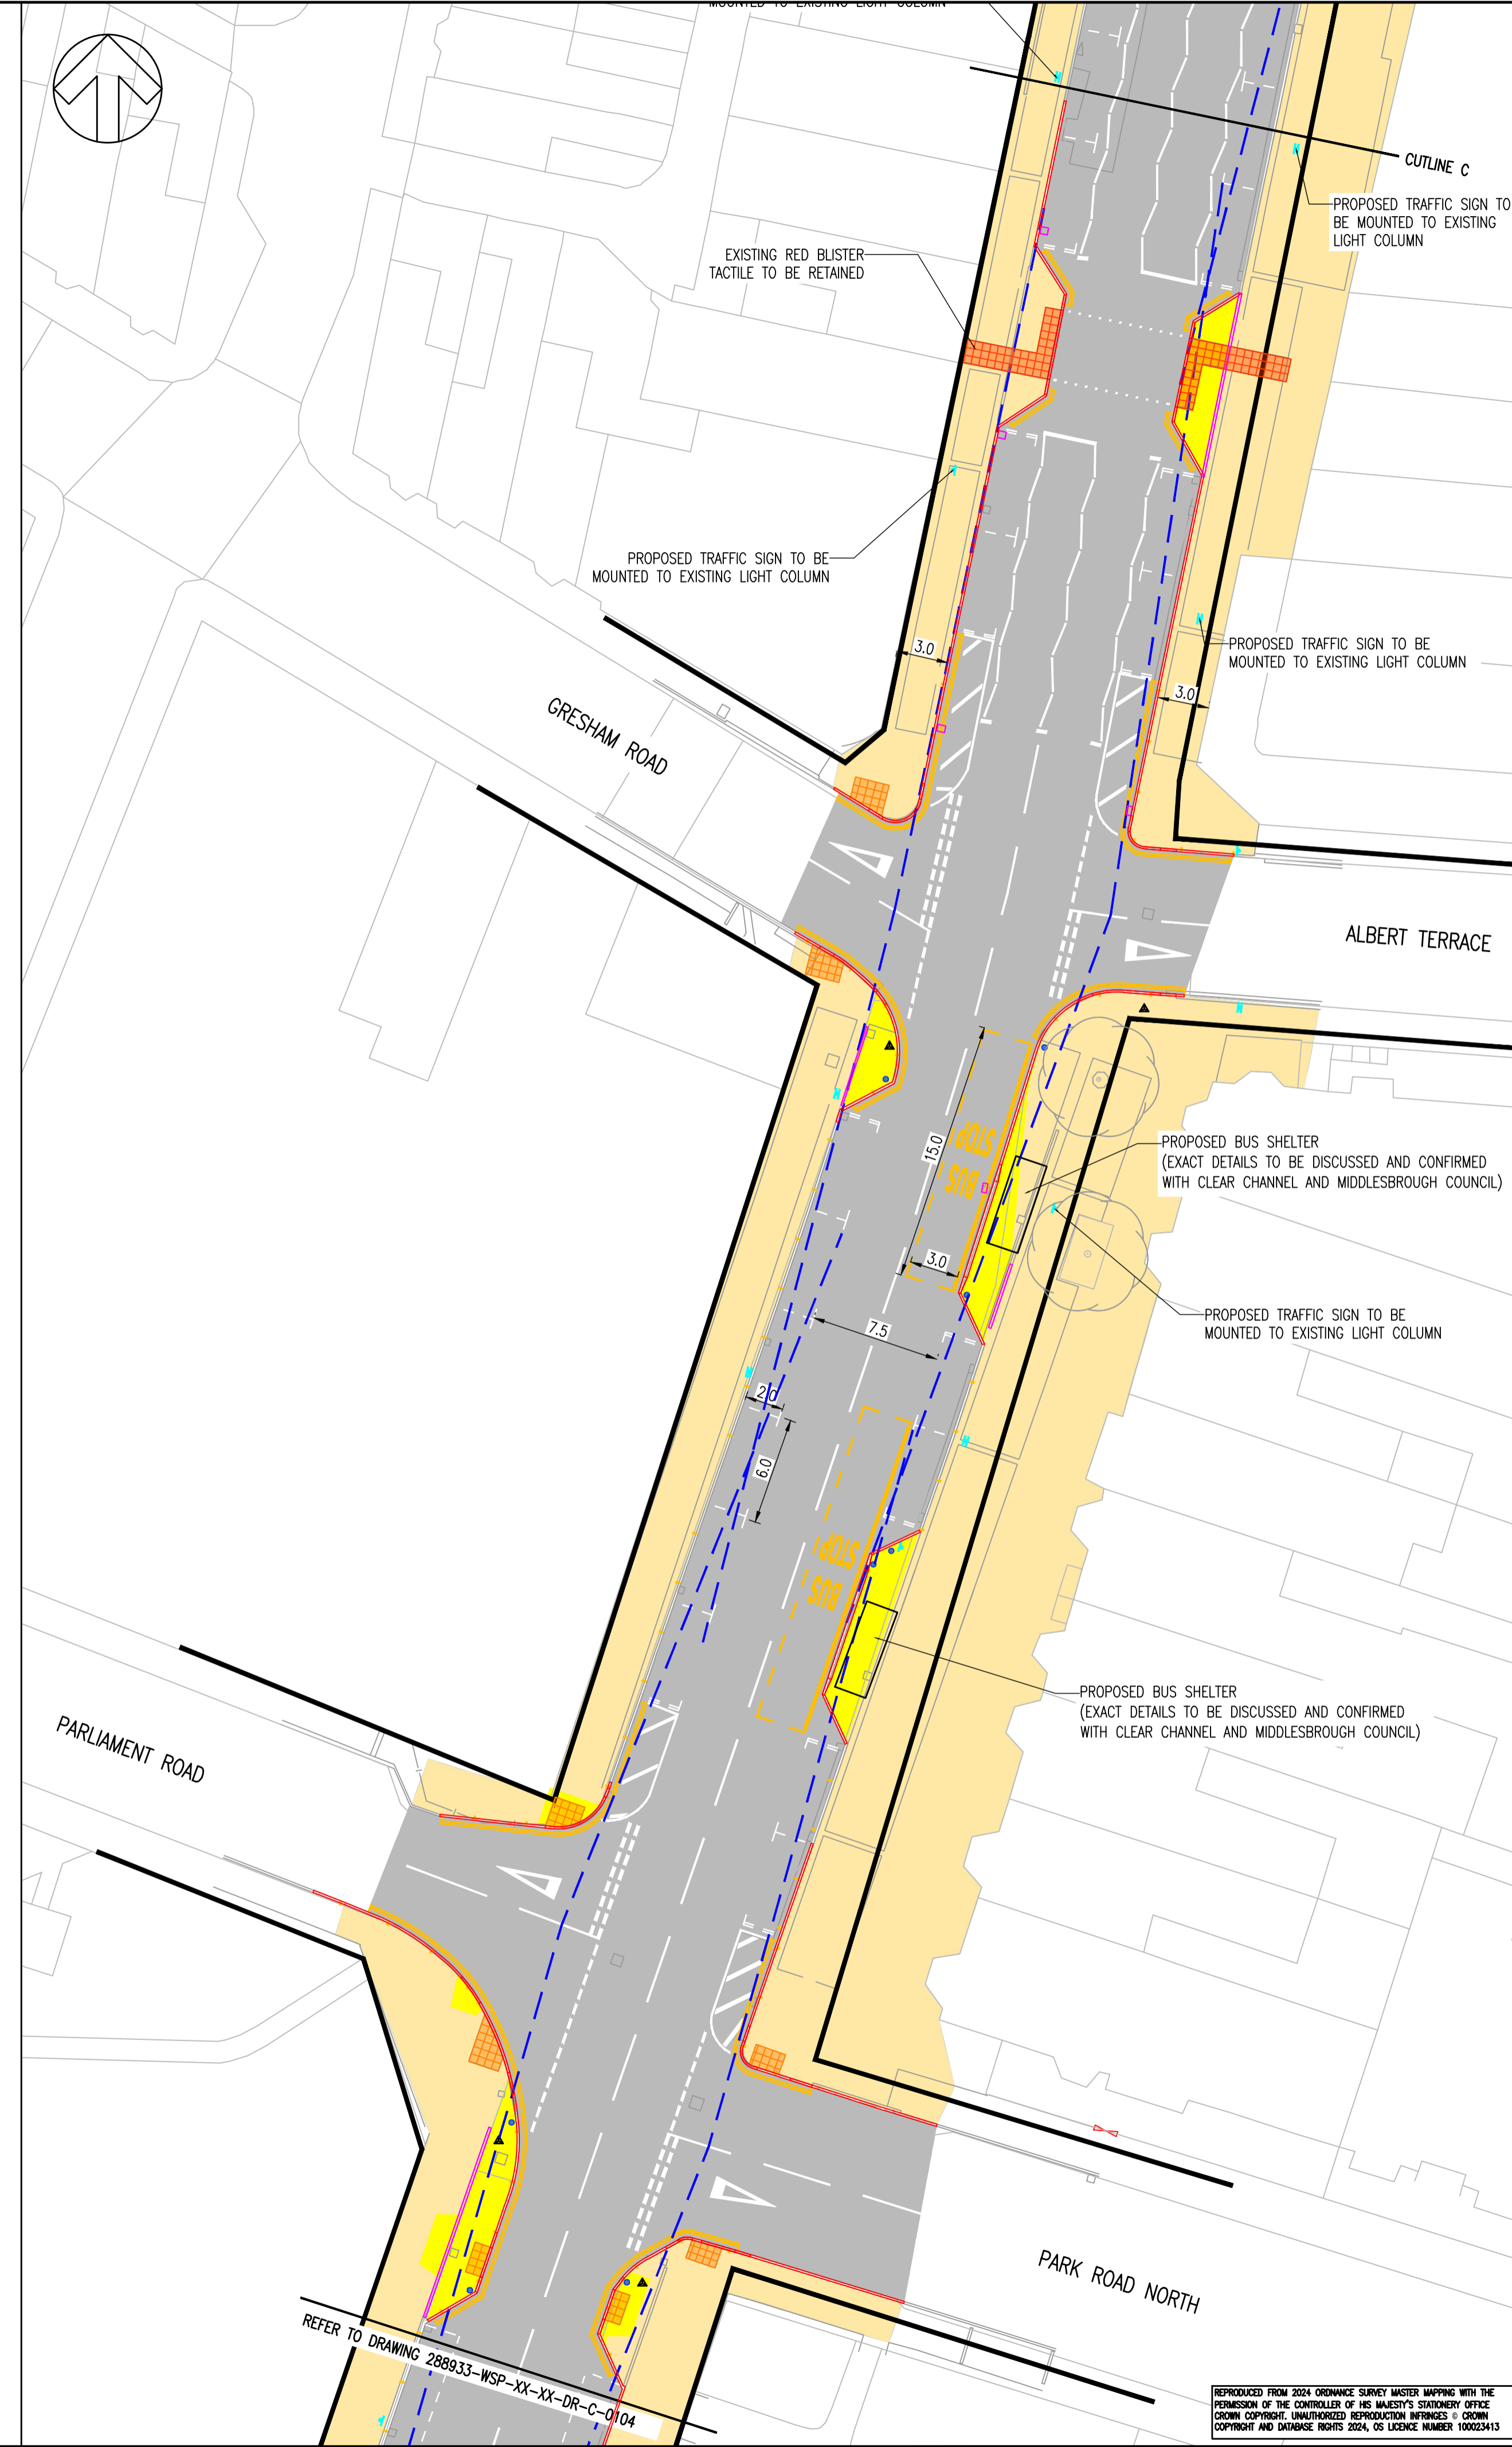 MOUNTED TO EXISTING LIGHT COLUMN
CUTLINE C
PROPOSED TRAFFIC SIGN TO
BE MOUNTED TO EXISTING
LIGHT COLUMN
EXISTING RED BLISTER
TACTILE TO BE RETAINED
PROPOSED TRAFFIC SIGN TO BE
MOUNTED TO EXISTING LIGHT COLUMN
3.0
PROPOSED TRAFFIC SIGN TO BE
MOUNTED TO EXISTING LIGHT COLUMN
3.0
GRESHAM ROAD
ALBERT TERRACE
15.0
BUS
STOP
PROPOSED BUS SHELTER
(EXACT DETAILS TO BE DISCUSSED AND CONFIRMED
WITH CLEAR CHANNEL AND MIDDLESBROUGH COUNCIL)
3.0
PROPOSED TRAFFIC SIGN TO BE
MOUNTED TO EXISTING LIGHT COLUMN
7.5
2.0
6.0
BUS
STOP
PROPOSED BUS SHELTER
(EXACT DETAILS TO BE DISCUSSED AND CONFIRMED
WITH CLEAR CHANNEL AND MIDDLESBROUGH COUNCIL)
PARLIAMENT ROAD
PARK ROAD NORTH
REFER TO DRAWING 288933-WSP-XX-XX-DR-C-0104
REPRODUCED FROM 2024 ORDNANCE SURVEY MASTER MAPPING WITH THE
PERMISSION OF THE CONTROLLER OF HIS MAJESTY'S STATIONERY OFFICE
CROWN COPYRIGHT. UNAUTHORIZED REPRODUCTION INFRINGES © CROWN
COPYRIGHT AND DATABASE RIGHTS 2024, OS LICENCE NUMBER 100023413